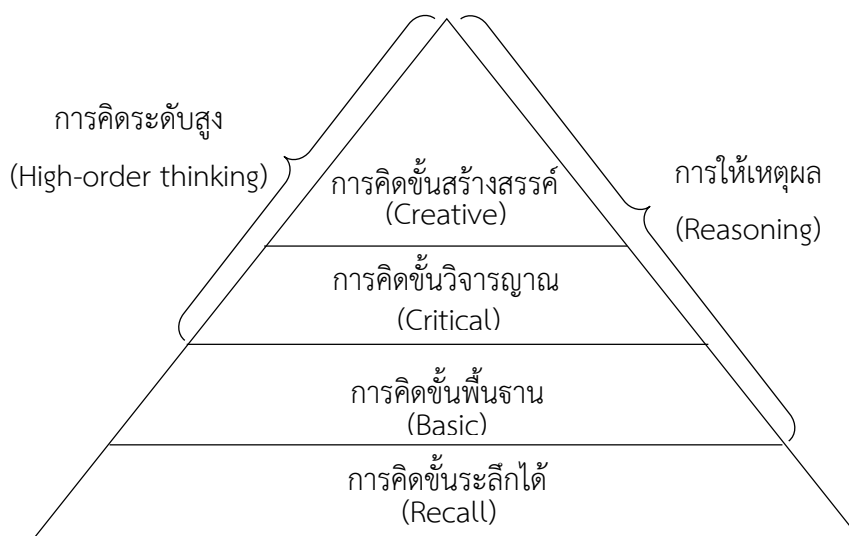 การคิดระดับสูง
(High-order thinking)
การให้เหตุผล
(Reasoning)
การคิดขั้นสร้างสรรค์
(Creative)
การคิดขั้นวิจารญาณ
(Critical)
การคิดขั้นพื้นฐาน
(Basic)
การคิดขั้นระลึกได้
(Recall)